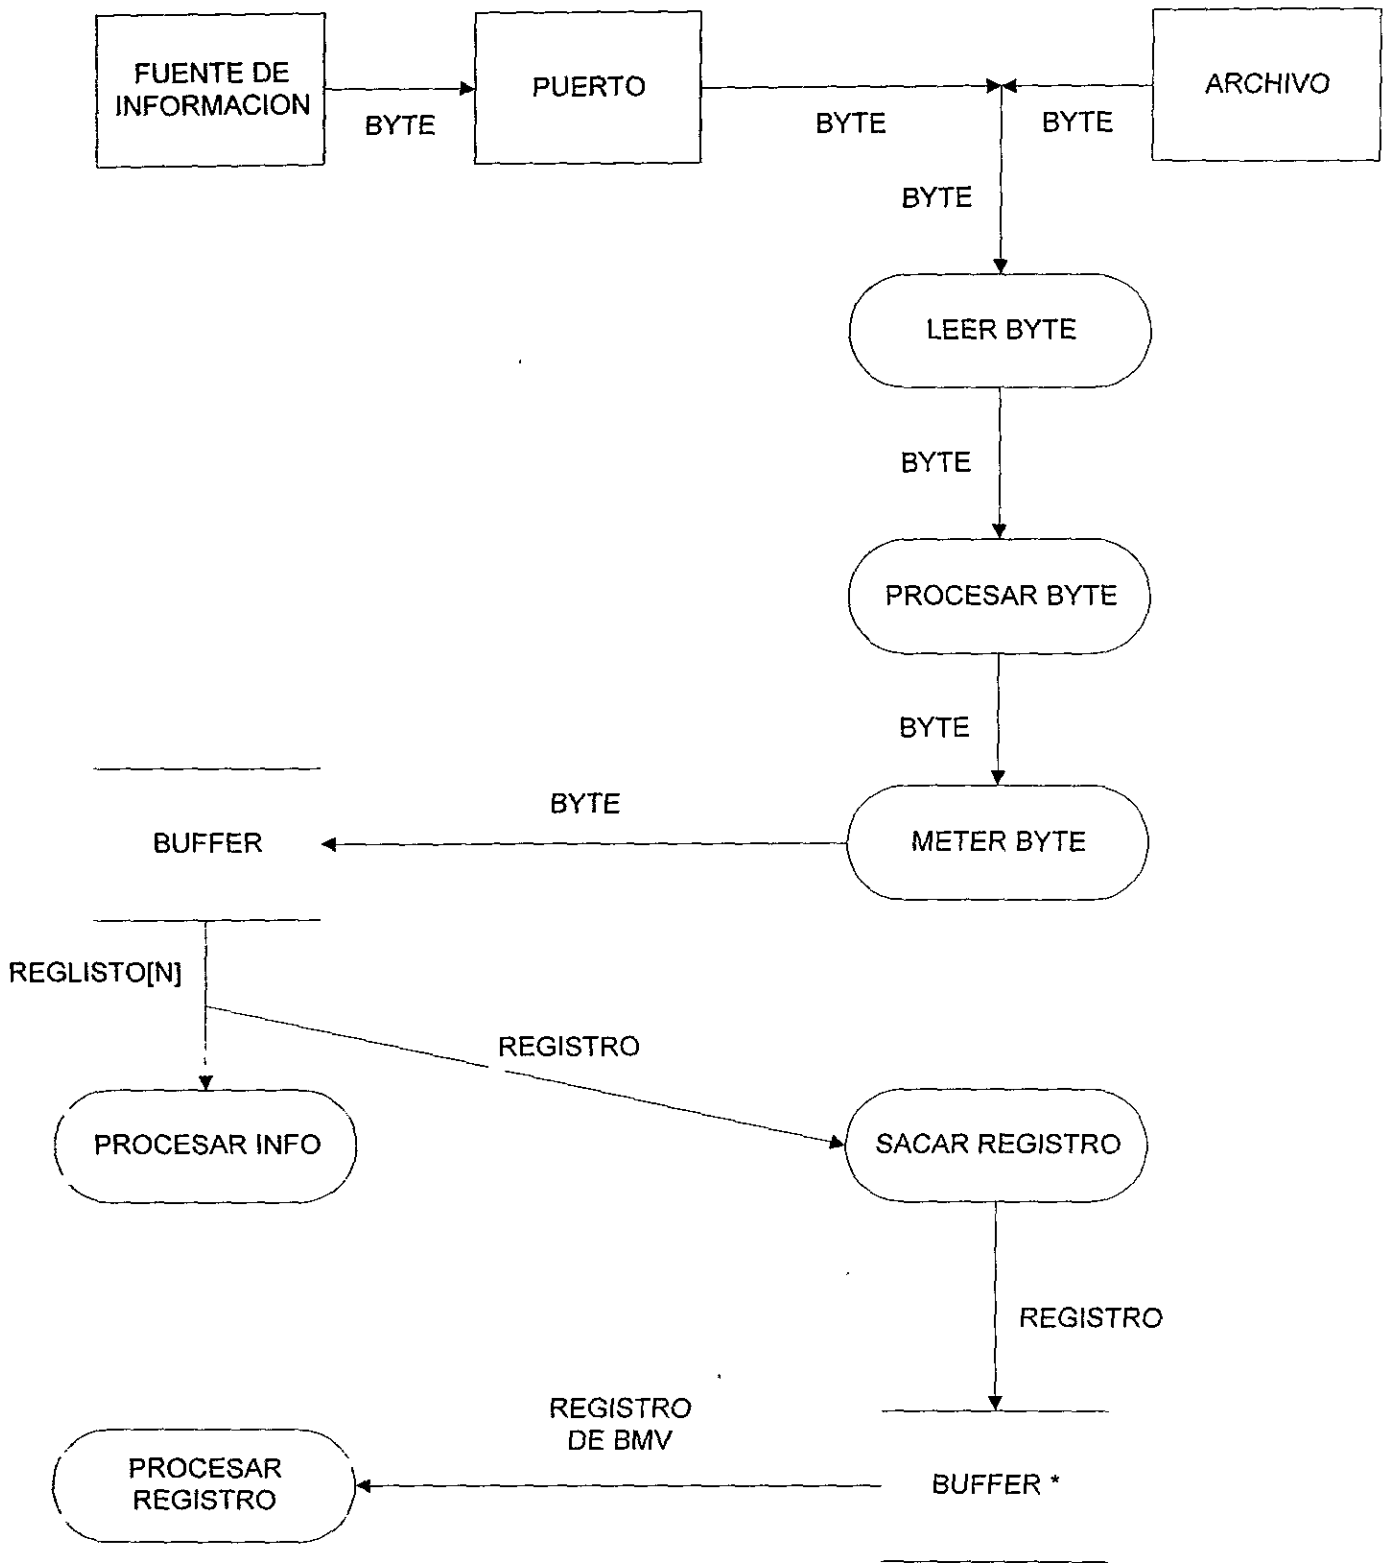 FUENTE DE
INFORMACION
BYTE
PUERTO
BYTE
BYTE
ARCHIVO
BYTE
LEER BYTE
BYTE
PROCESAR BYTE
BYTE
BUFFER
BYTE
METER BYTE
REGLISTO[N]
REGISTRO
PROCESAR INFO
SACAR REGISTRO
REGISTRO
REGISTRO
DE BMV
PROCESAR
REGISTRO
BUFFER *